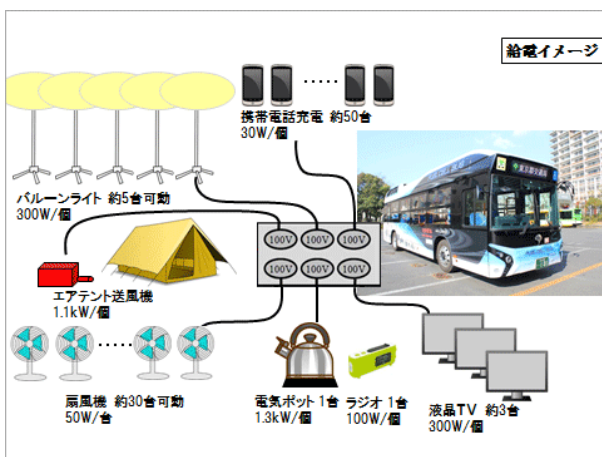 給電イメージ
携帯電話充電 約50台
30W/個
バルーンライト 約5台可動
300W/個
100V 100V 100V
100V 100V 100V
エアテント送風機
1.1kW/個
扇風機 約30台可動
50W/台
電気ポット 1台
1.3kW/個
ラジオ 1台
100W/個
液晶TV 約3台
300W/個